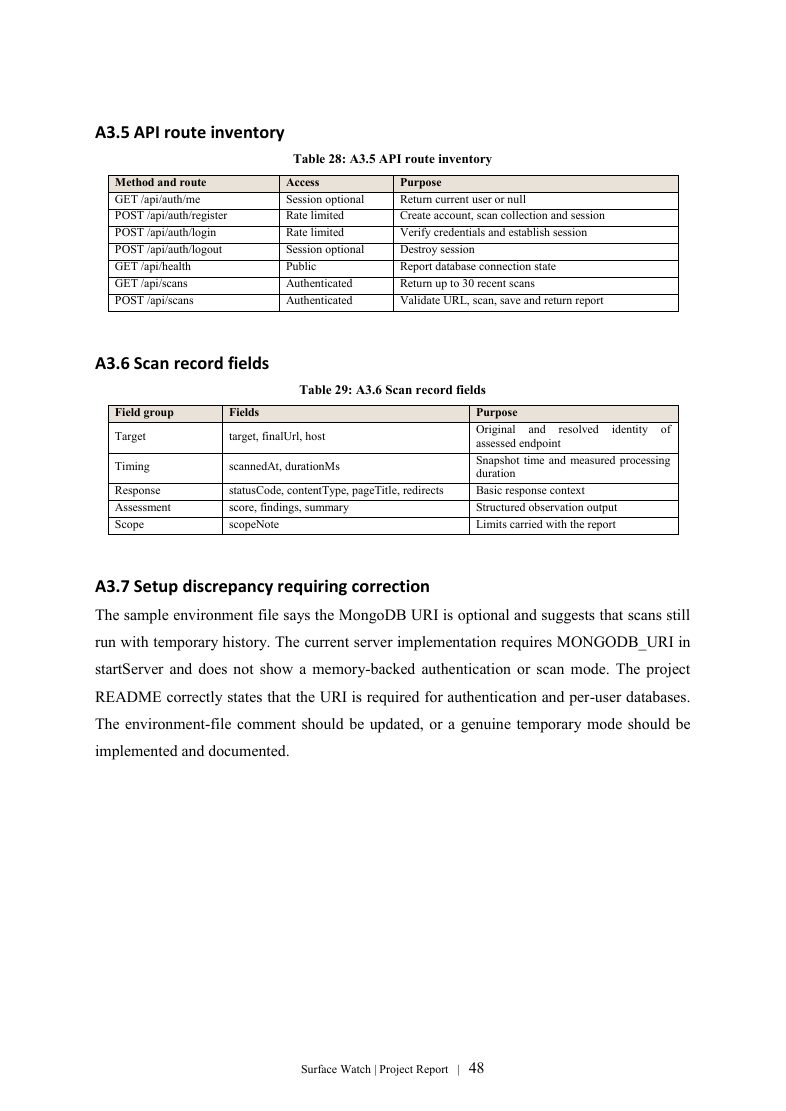 A3.5 API route inventory
Table 28: A3.5 API route inventory
Method and route Access Purpose
GET /api/auth/me Session optional Return current user or null
POST /api/auth/register Rate limited Create account, scan collection and session
POST /api/auth/login Rate limited Verify credentials and establish session
POST /api/auth/logout Session optional Destroy session
GET /api/health Public Report database connection state
GET /api/scans Authenticated Return up to 30 recent scans
POST /api/scans Authenticated Validate URL, scan, save and return report
A3.6 Scan record fields
Table 29: A3.6 Scan record fields
Field group Fields Purpose
Target target, finalUrl, host Original and resolved identity of
assessed endpoint
Timing scannedAt, durationMs Snapshot time and measured processing
duration
Response statusCode, contentType, pageTitle, redirects Basic response context
Assessment score, findings, summary Structured observation output
Scope scopeNote Limits carried with the report
A3.7 Setup discrepancy requiring correction
The sample environment file says the MongoDB URI is optional and suggests that scans still
run with temporary history. The current server implementation requires MONGODB_URI in
startServer and does not show a memory-backed authentication or scan mode. The project
README correctly states that the URI is required for authentication and per-user databases.
The environment-file comment should be updated, or a genuine temporary mode should be
implemented and documented.
Surface Watch | Project Report | 48